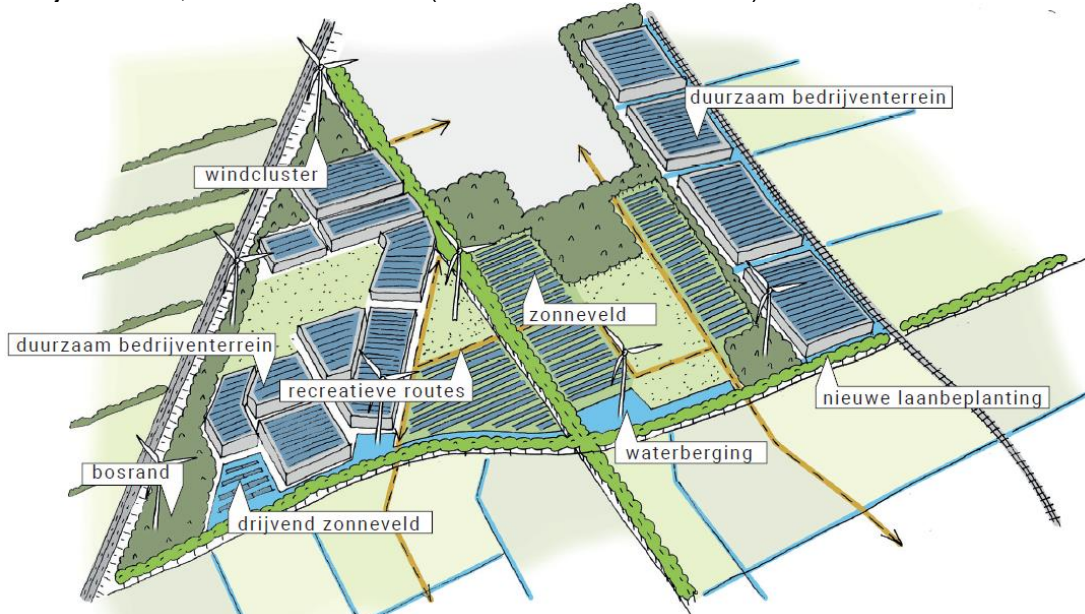 duurzaam bedrijventerrein
windcluster
zonneveld
duurzaam bedrijventerrein
recreatieve routes
nieuwe laanbeplanting
waterberging
bosrand
drijvend zonneveld